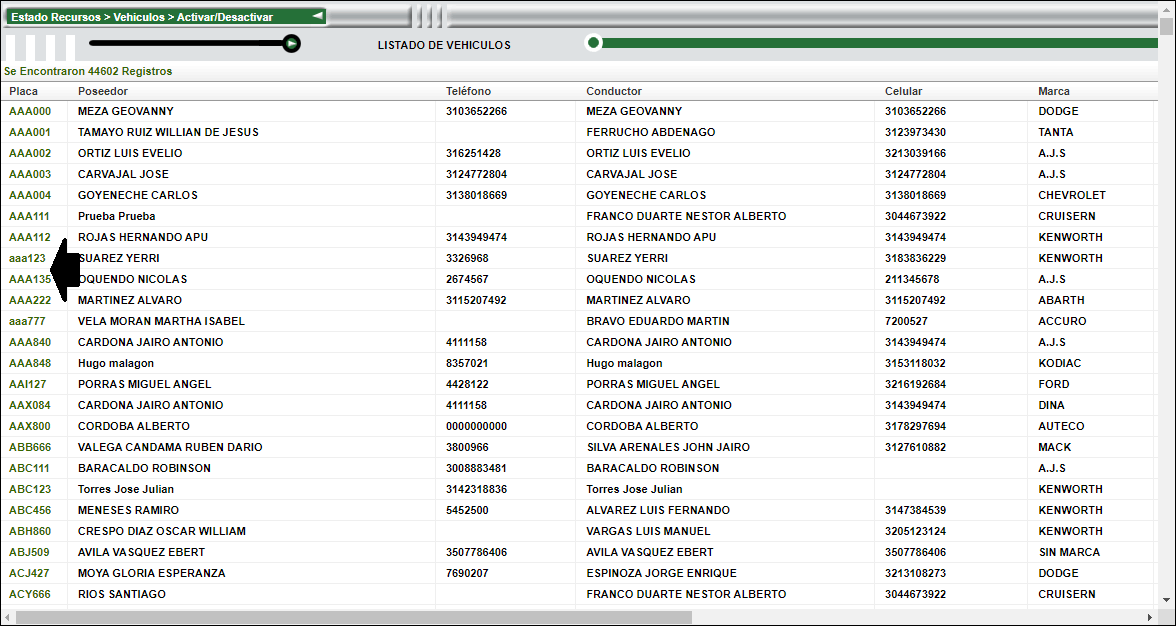 Estado Recursos > Vehiculos > Activar/Desactivar
LISTADO DE VEHICULOS
Se Encontraron 44602 Registros
Placa Poseedor Teléfono Conductor Celular Marca
AAA000 MEZA GEOVANNY 3103652266 MEZA GEOVANNY 3103652266 DODGE
AAA001 TAMAYO RUIZ WILLIAN DE JESUS FERRUCHO ABDENAGO 3123973430 TANTA
AAA002 ORTIZ LUIS EVELIO 316251428 ORTIZ LUIS EVELIO 3213039166 A.J.S
AAA003 CARVAJAL JOSE 3124772804 CARVAJAL JOSE 3124772804 A.J.S
AAA004 GOYENECHE CARLOS 3138018669 GOYENECHE CARLOS 3138018669 CHEVROLET
AAA111 Prueba Prueba FRANCO DUARTE NESTOR ALBERTO 3044673922 CRUISERN
AAA112 ROJAS HERNANDO APU 3143949474 ROJAS HERNANDO APU 3143949474 KENWORTH
aaa123 SUAREZ YERRI 3326968 SUAREZ YERRI 3183836229 KENWORTH
AAA135 OQUENDO NICOLAS 2674567 OQUENDO NICOLAS 211345678 A.J.S
AAA222 MARTINEZ ALVARO 3115207492 MARTINEZ ALVARO 3115207492 ABARTH
aaa777 VELA MORAN MARTHA ISABEL BRAVO EDUARDO MARTIN 7200527 ACCURO
AAA840 CARDONA JAIRO ANTONIO 4111158 CARDONA JAIRO ANTONIO 3143949474 A.J.S
AAA848 Hugo malagon 8357021 Hugo malagon 3153118032 KODIAC
AAI127 PORRAS MIGUEL ANGEL 4428122 PORRAS MIGUEL ANGEL 3216192684 FORD
AAX084 CARDONA JAIRO ANTONIO 4111158 CARDONA JAIRO ANTONIO 3143949474 DINA
AAX800 CORDOBA ALBERTO 0000000000 CORDOBA ALBERTO 3178297694 AUTECO
ABB666 VALEGA CANDAMA RUBEN DARIO 3800966 SILVA ARENALES JOHN JAIRO 3127610882 MACK
ABC111 BARACALDO ROBINSON 3008883481 BARACALDO ROBINSON A.J.S
ABC123 Torres Jose Julian 3142318836 Torres Jose Julian KENWORTH
ABC456 MENESES RAMIRO 5452500 ALVAREZ LUIS FERNANDO 3147384539 KENWORTH
ABH860 CRESPO DIAZ OSCAR WILLIAM VARGAS LUIS MANUEL 3205123124 KENWORTH
ABJ509 AVILA VASQUEZ EBERT 3507786406 AVILA VASQUEZ EBERT 3507786406 SIN MARCA
ACJ427 MOYA GLORIA ESPERANZA 7690207 ESPINOZA JORGE ENRIQUE 3213108273 DODGE
ACY666 RIOS SANTIAGO FRANCO DUARTE NESTOR ALBERTO 3044673922 CRUISERN